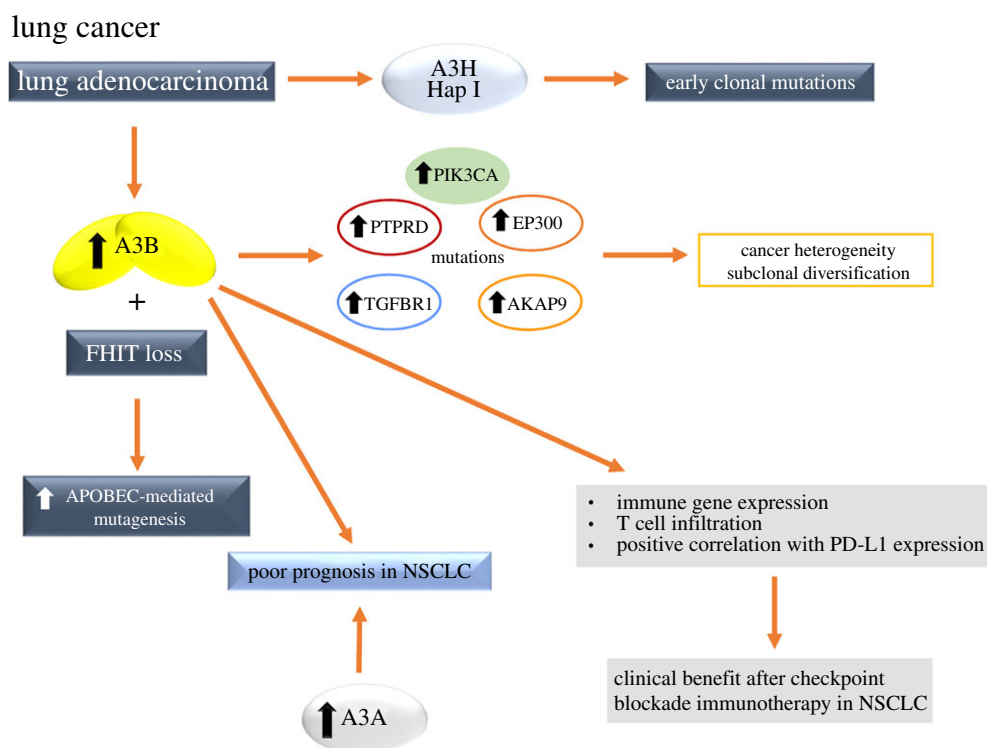 lung cancer
lung adenocarcinoma
A3H
Hap I
early clonal mutations
PIK3CA
PTPRD
EP300
mutations
TGFBR1
AKAP9
cancer heterogeneity
subclonal diversification
A3B
+
FHIT loss
APOBEC-mediated
mutagenesis
• immune gene expression
• T cell infiltration
• positive correlation with PD-L1 expression
poor prognosis in NSCLC
A3A
clinical benefit after checkpoint
blockade immunotherapy in NSCLC